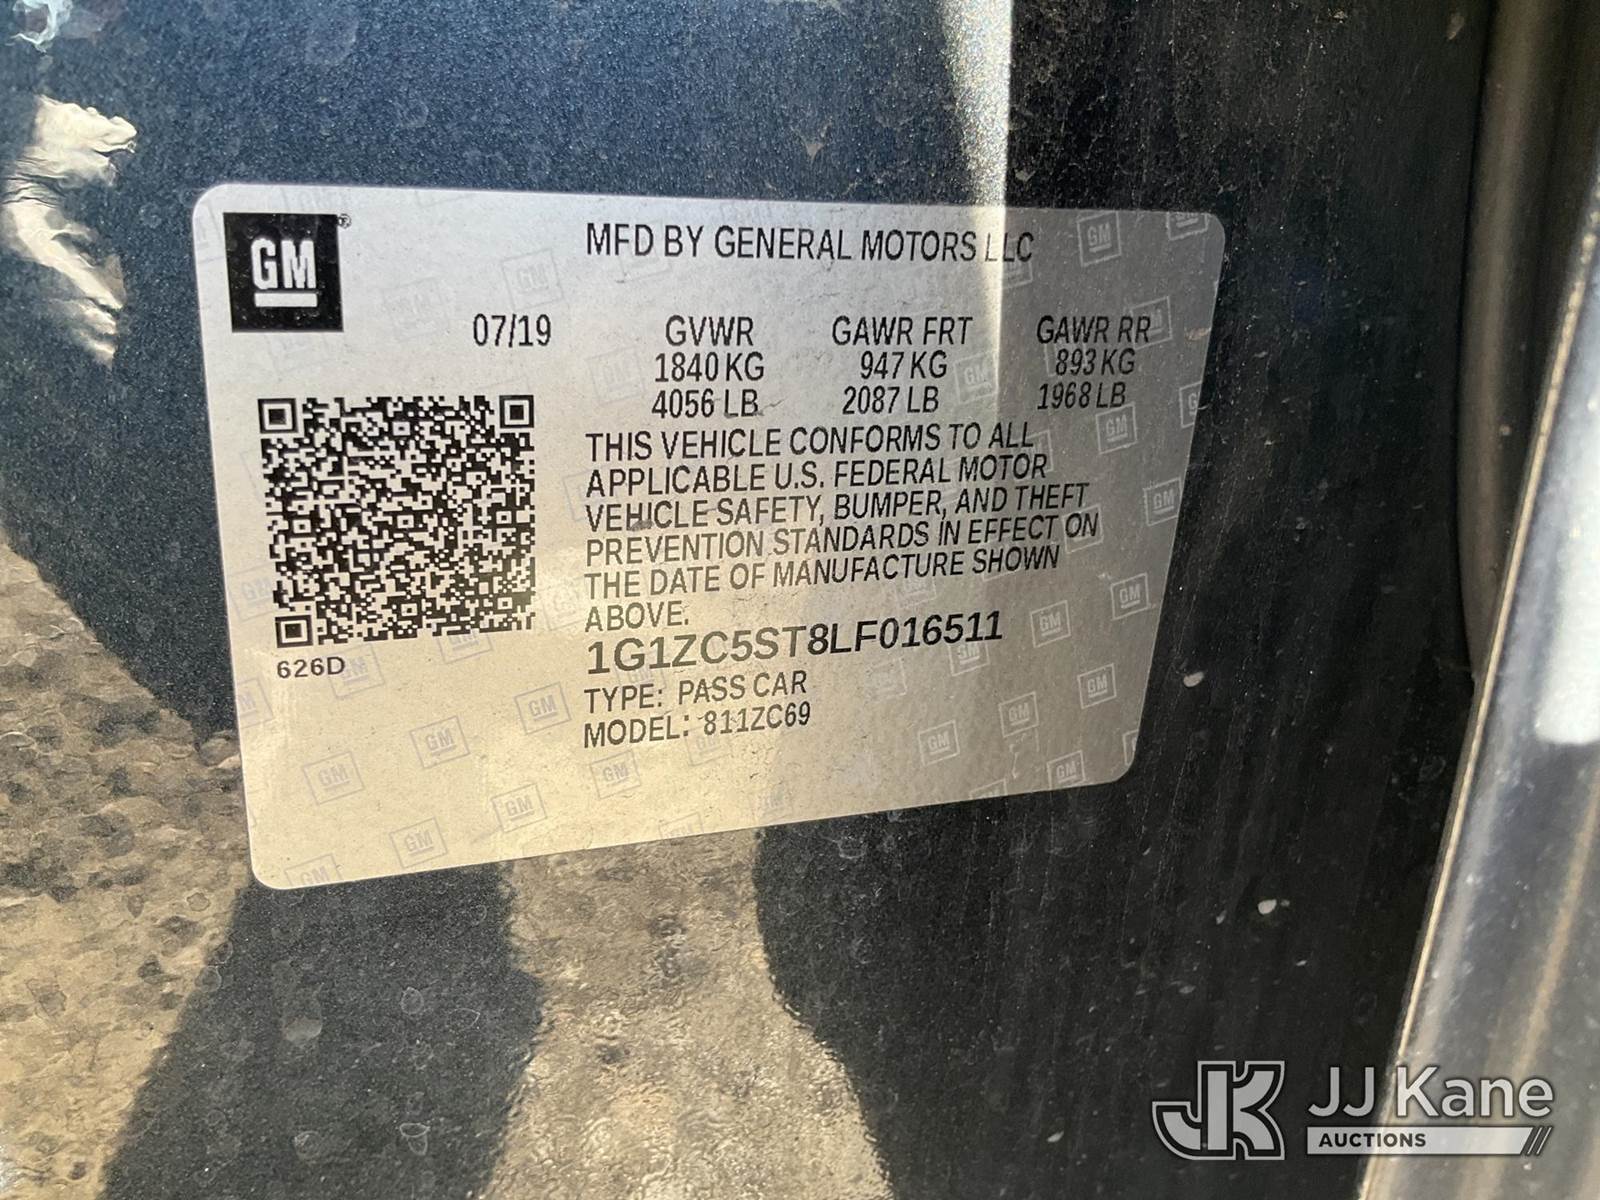 GM®
MFD BY GENERAL MOTORS LLC
07/19 GVWR GAWR FRT GAWR RR
1840 KG 947 KG 893 KG
4056 LB 2087 LB 1968 LB
THIS VEHICLE CONFORMS TO ALL
APPLICABLE U.S. FEDERAL MOTOR
VEHICLE SAFETY, BUMPER, AND THEFT
PREVENTION STANDARDS IN EFFECT ON
THE DATE OF MANUFACTURE SHOWN
ABOVE.
1G1ZC5ST8LF016511
626D
TYPE: PASS CAR
MODEL: 811ZC69
JK JJ Kane
AUCTIONS